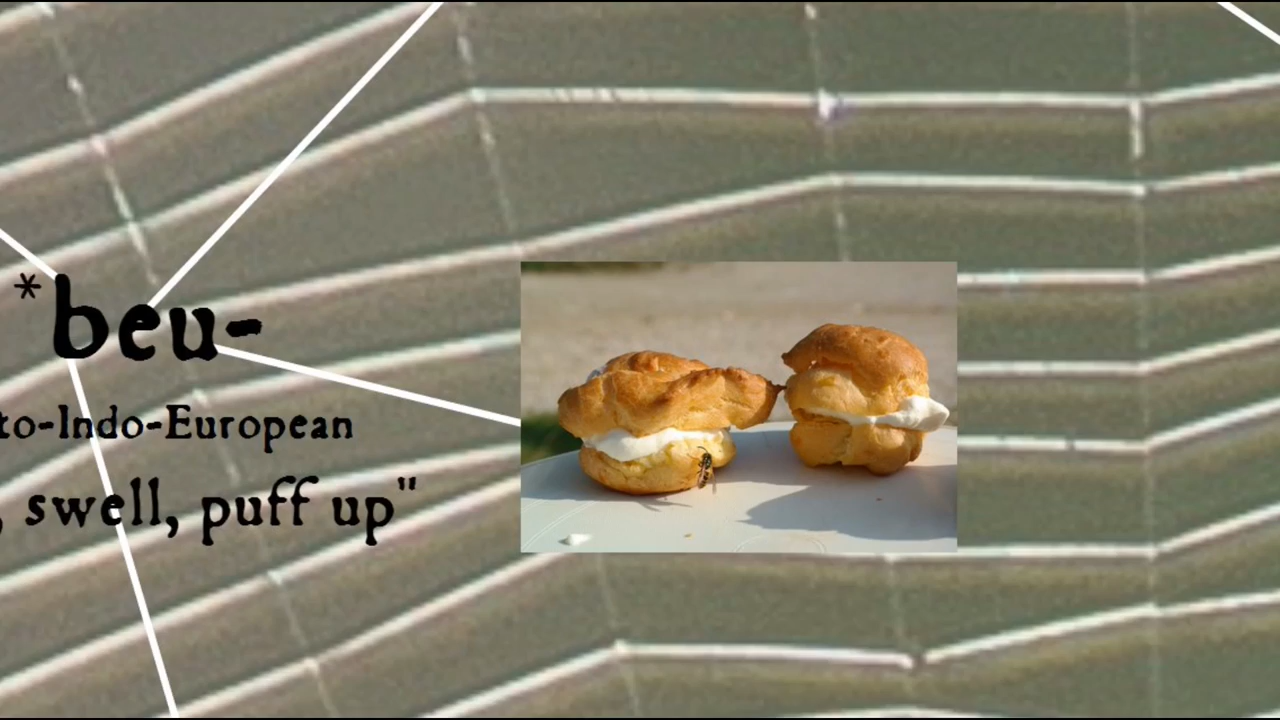 *beu-
to-Indo-European
, swell, puff up"